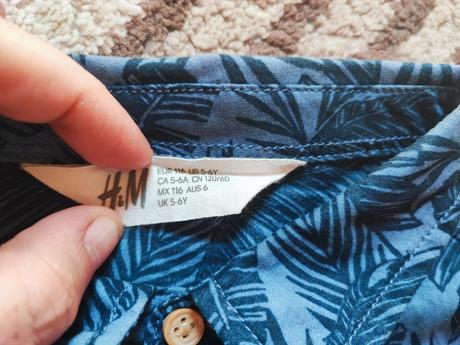 H&M
EUR 116 US 5-6Y
CA 5-6A CN 120/60
MX 116 AUS 6
UK 5-6Y